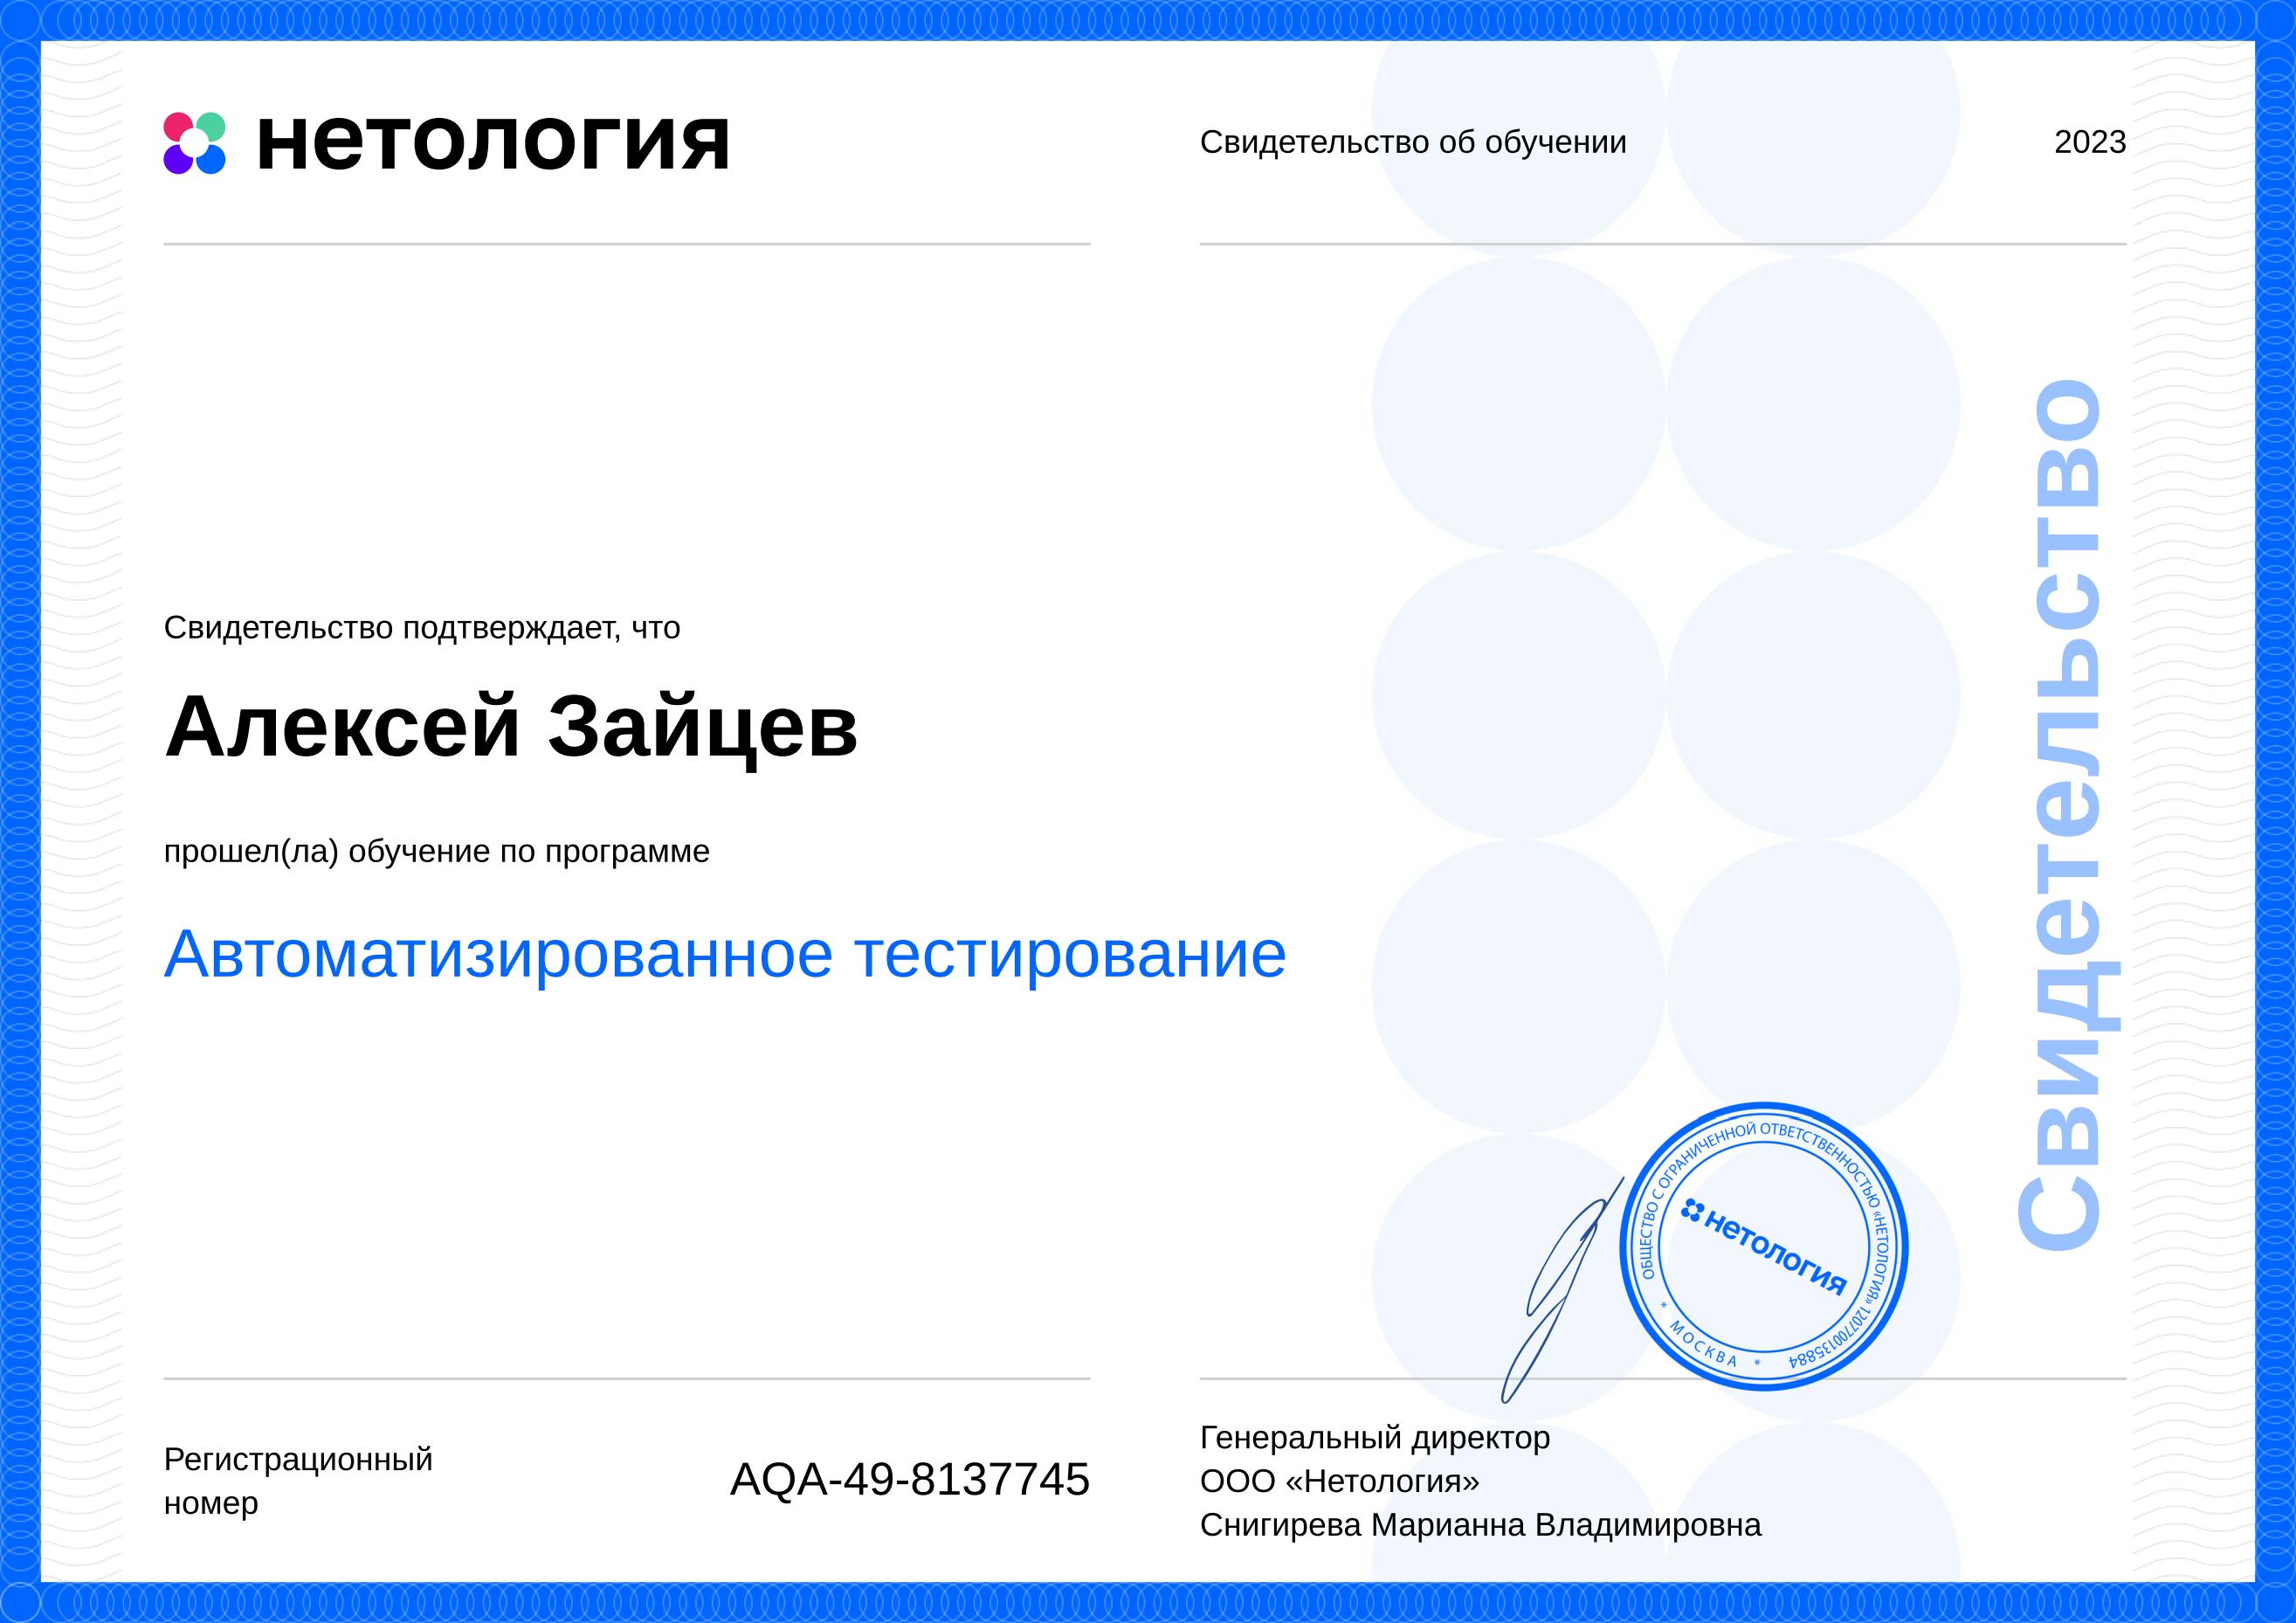 нетология
Свидетельство об обучении
2023
Свидетельство подтверждает, что
Алексей Зайцев
прошел(ла) обучение по программе
Автоматизированное тестирование
Свидетельство
ОБЩЕСТВО С ОГРАНИЧЕННОЙ ОТВЕТСТВЕННОСТЬЮ «НЕТОЛОГИЯ» 1207700135884
* МОСКВА *
нетология
Регистрационный
номер
AQA-49-8137745
Генеральный директор
ООО «Нетология»
Снигирева Марианна Владимировна